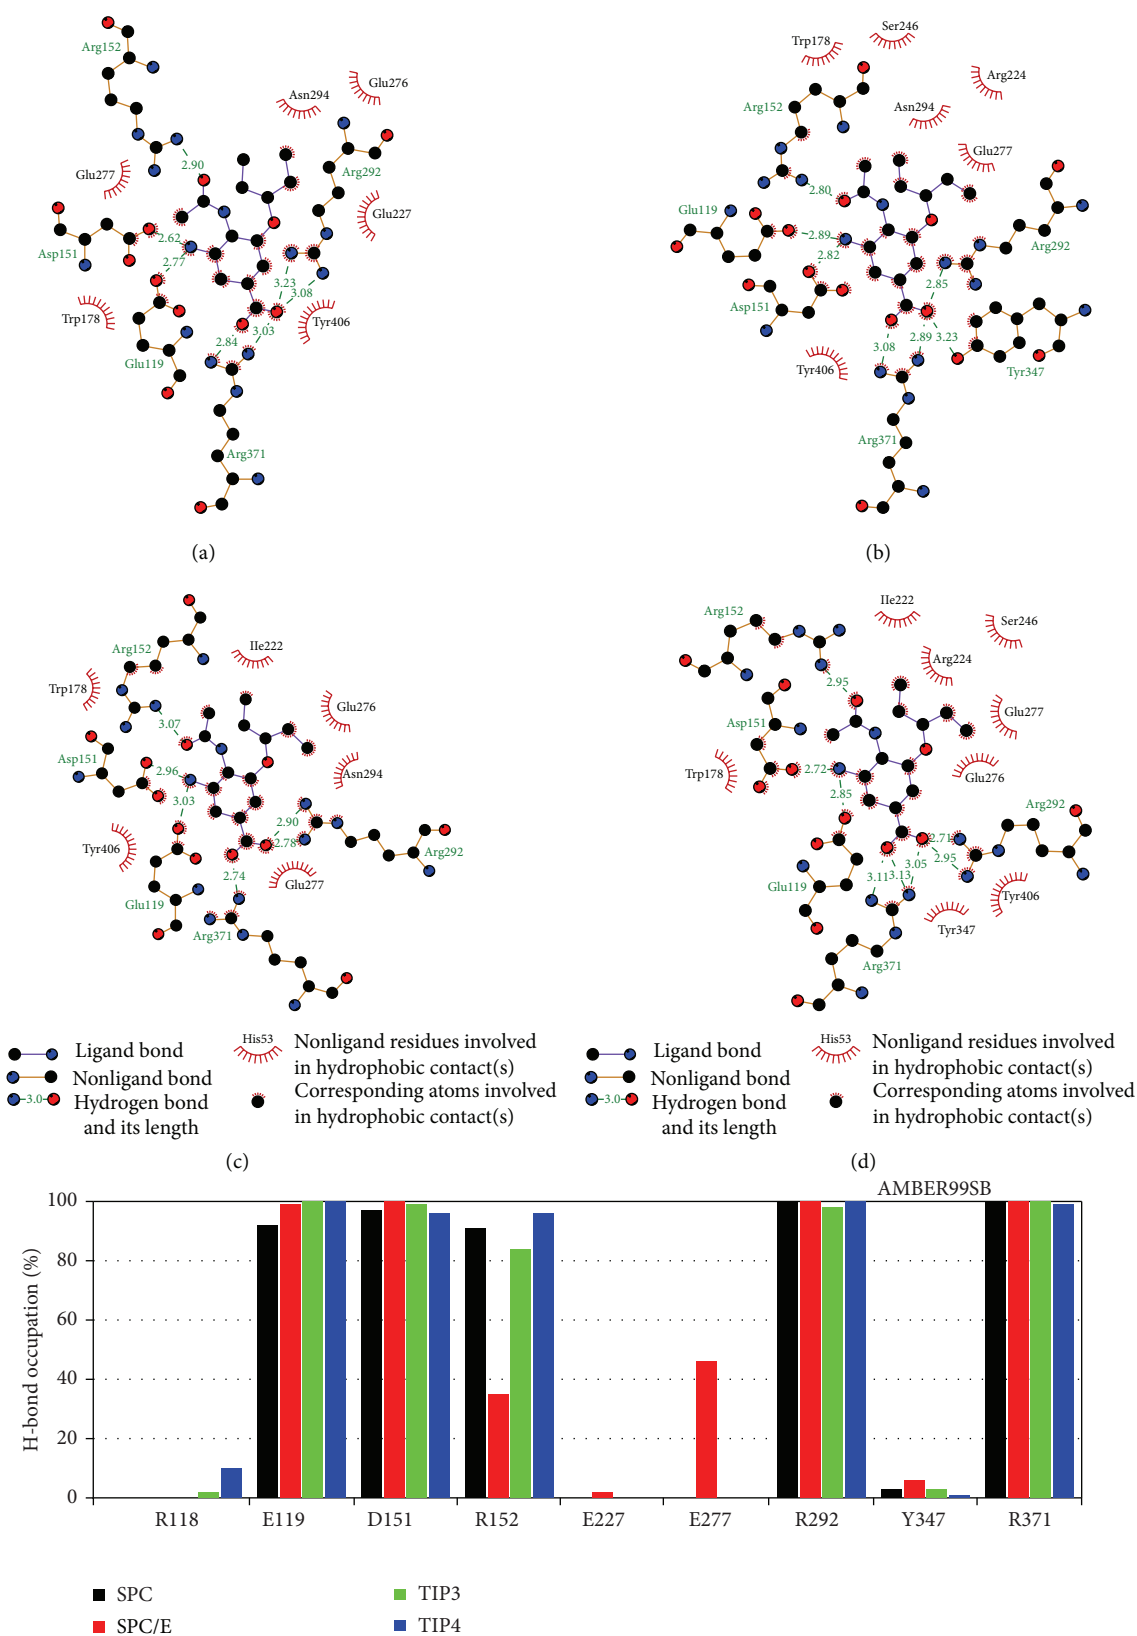 Arg152
Glu276
Asn294
2.90
Arg292
Glu277
Glu227
2.62
Asp151
2.77
3.23
3.08
Trp178
Tyr406
3.03
2.84
Glu119
Arg371
(a)
Ser246
Trp178
Arg224
Arg152
Asn294
Glu277
2.80
Glu119
2.89
Arg292
2.82
2.85
Asp151
3.08
2.89
3.23
Tyr406
Tyr347
Arg371
(b)
Arg152
IIe222
Trp178
Glu276
3.07
Asp151
2.96
Asn294
3.03
2.90
2.78
Tyr406
Arg292
2.74
Glu277
Glu119
Arg371
IIe222
Arg152
Ser246
Arg224
2.95
Glu277
Asp151
Trp178
2.72
Glu276
2.85
Arg292
2.71
3.05
2.95
3.11
3.13
Glu119
Tyr406
Tyr347
Arg371
Ligand bond
Nonligand bond
3.0
Hydrogen bond
and its length
His53
Nonligand residues involved
in hydrophobic contact(s)
Corresponding atoms involved
in hydrophobic contact(s)
(c)
Ligand bond
Nonligand bond
3.0
Hydrogen bond
and its length
His53
Nonligand residues involved
in hydrophobic contact(s)
Corresponding atoms involved
in hydrophobic contact(s)
(d)
AMBER99SB
H-bond occupation (%)
100
80
60
40
20
0
R118 E119 D151 R152 E227 E277 R292 Y347 R371
SPC
SPC/E
TIP3
TIP4